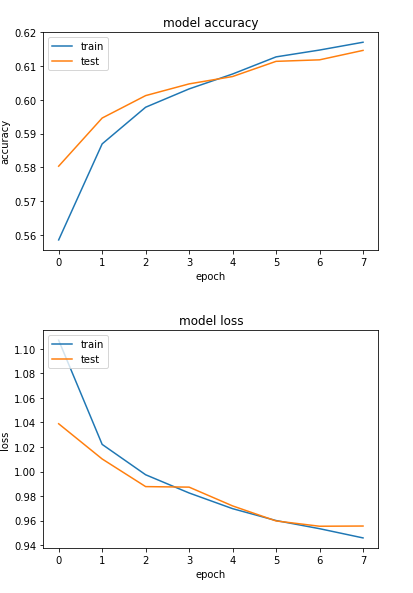 model accuracy
0.62
0.61
0.60
0.59
0.58
0.57
0.56
accuracy
train
test
0 1 2 3 4 5 6 7
epoch
model loss
1.10
1.08
1.06
1.04
1.02
1.00
0.98
0.96
0.94
loss
train
test
0 1 2 3 4 5 6 7
epoch